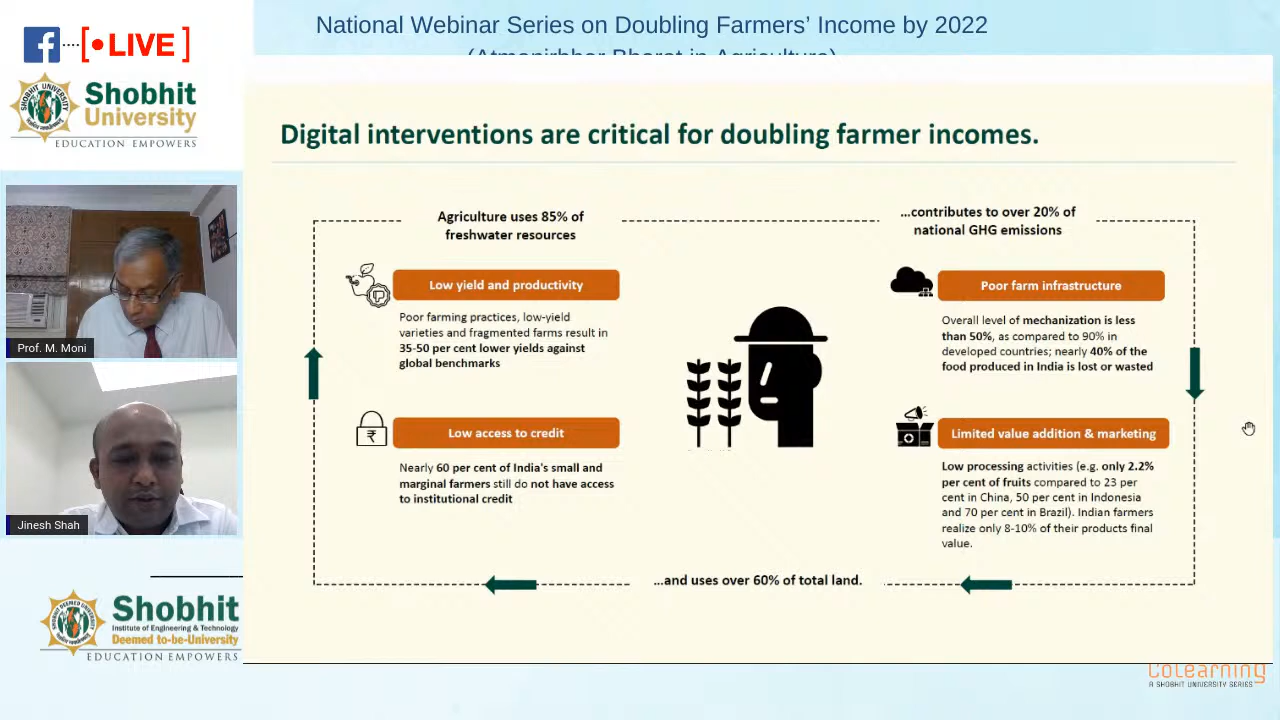 National Webinar Series on Doubling Farmers' Income by 2022
(Atmanirbhar Bharat in Agriculture)
[•LIVE]
Shobhit
University
EDUCATION EMPOWERS
Prof. M. Moni
Jinesh Shah
Shobhit
Institute of Engineering & Technology
Deemed to-be-University
EDUCATION EMPOWERS
Digital interventions are critical for doubling farmer incomes.
Agriculture uses 85% of
freshwater resources
...contributes to over 20% of
national GHG emissions
Low yield and productivity
Poor farming practices, low-yield
varieties and fragmented farms result in
35-50 per cent lower yields against
global benchmarks
Poor farm infrastructure
Overall level of mechanization is less
than 50%, as compared to 90% in
developed countries; nearly 40% of the
food produced in India is lost or wasted
Low access to credit
Nearly 60 per cent of India's small and
marginal farmers still do not have access
to institutional credit
Limited value addition & marketing
Low processing activities (e.g. only 2.2%
per cent of fruits compared to 23 per
cent in China, 50 per cent in Indonesia
and 70 per cent in Brazil). Indian farmers
realize only 8-10% of their products final
value.
...and uses over 60% of total land.
CoLearning
A SHOBHIT UNIVERSITY SERIES